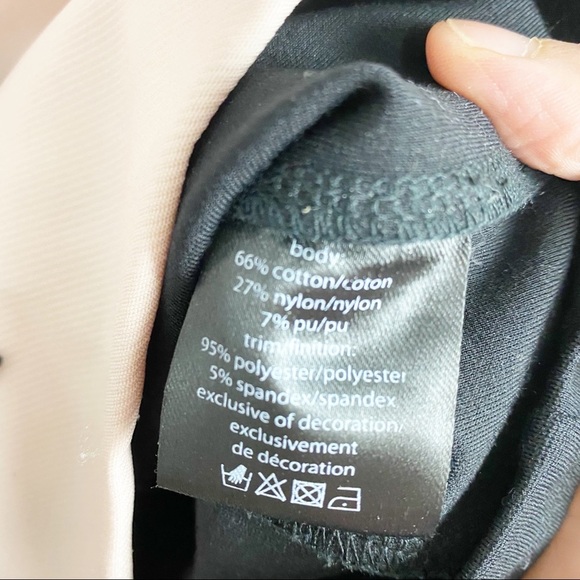 body:
66% cotton/coton
27% nylon/nylon
7% pu/pu
trim/finition:
95% polyester/polyester
5% spandex/spandex
exclusive of decoration/
exclusivement
de décoration